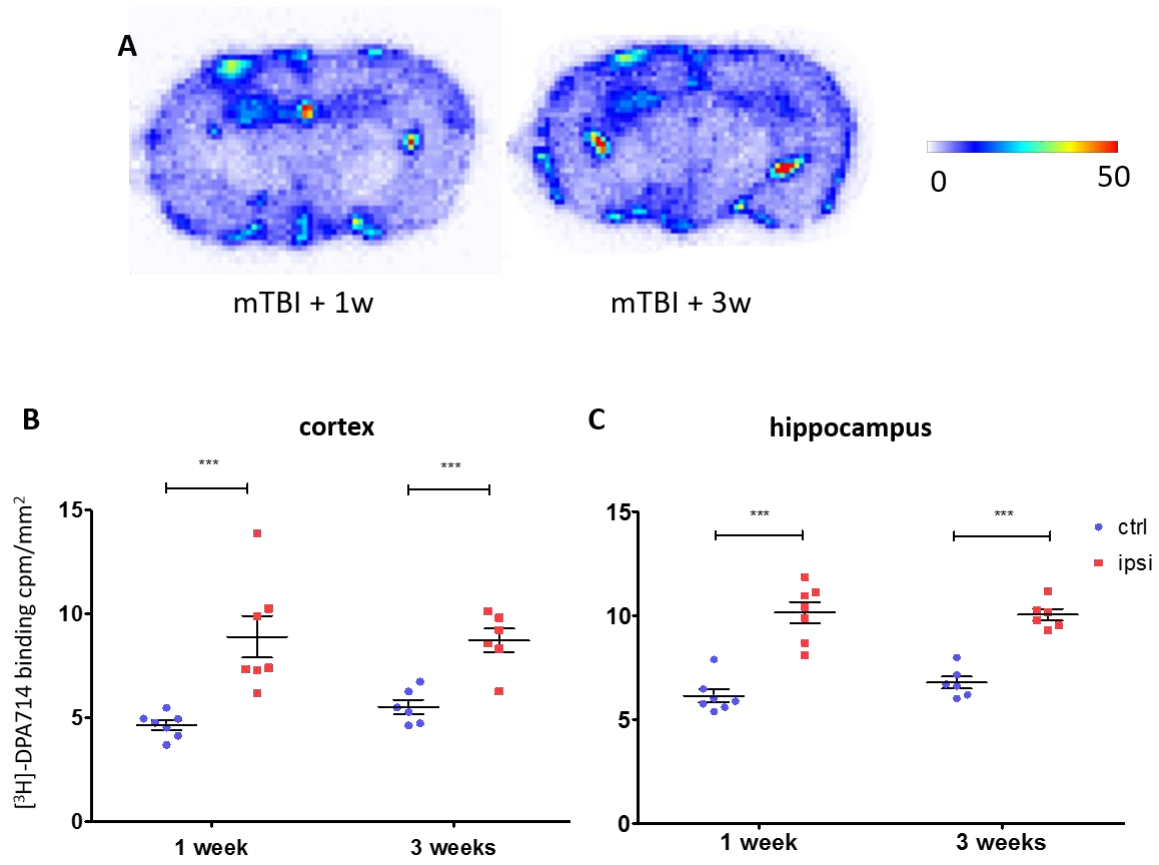 A
0 50
mTBI + 1w mTBI + 3w
B cortex
C hippocampus
[³H]-DPA714 binding cpm/mm²
*** ***
15
10
5
0
1 week 3 weeks
*** ***
15
10
5
0
1 week 3 weeks
ctrl
ipsi